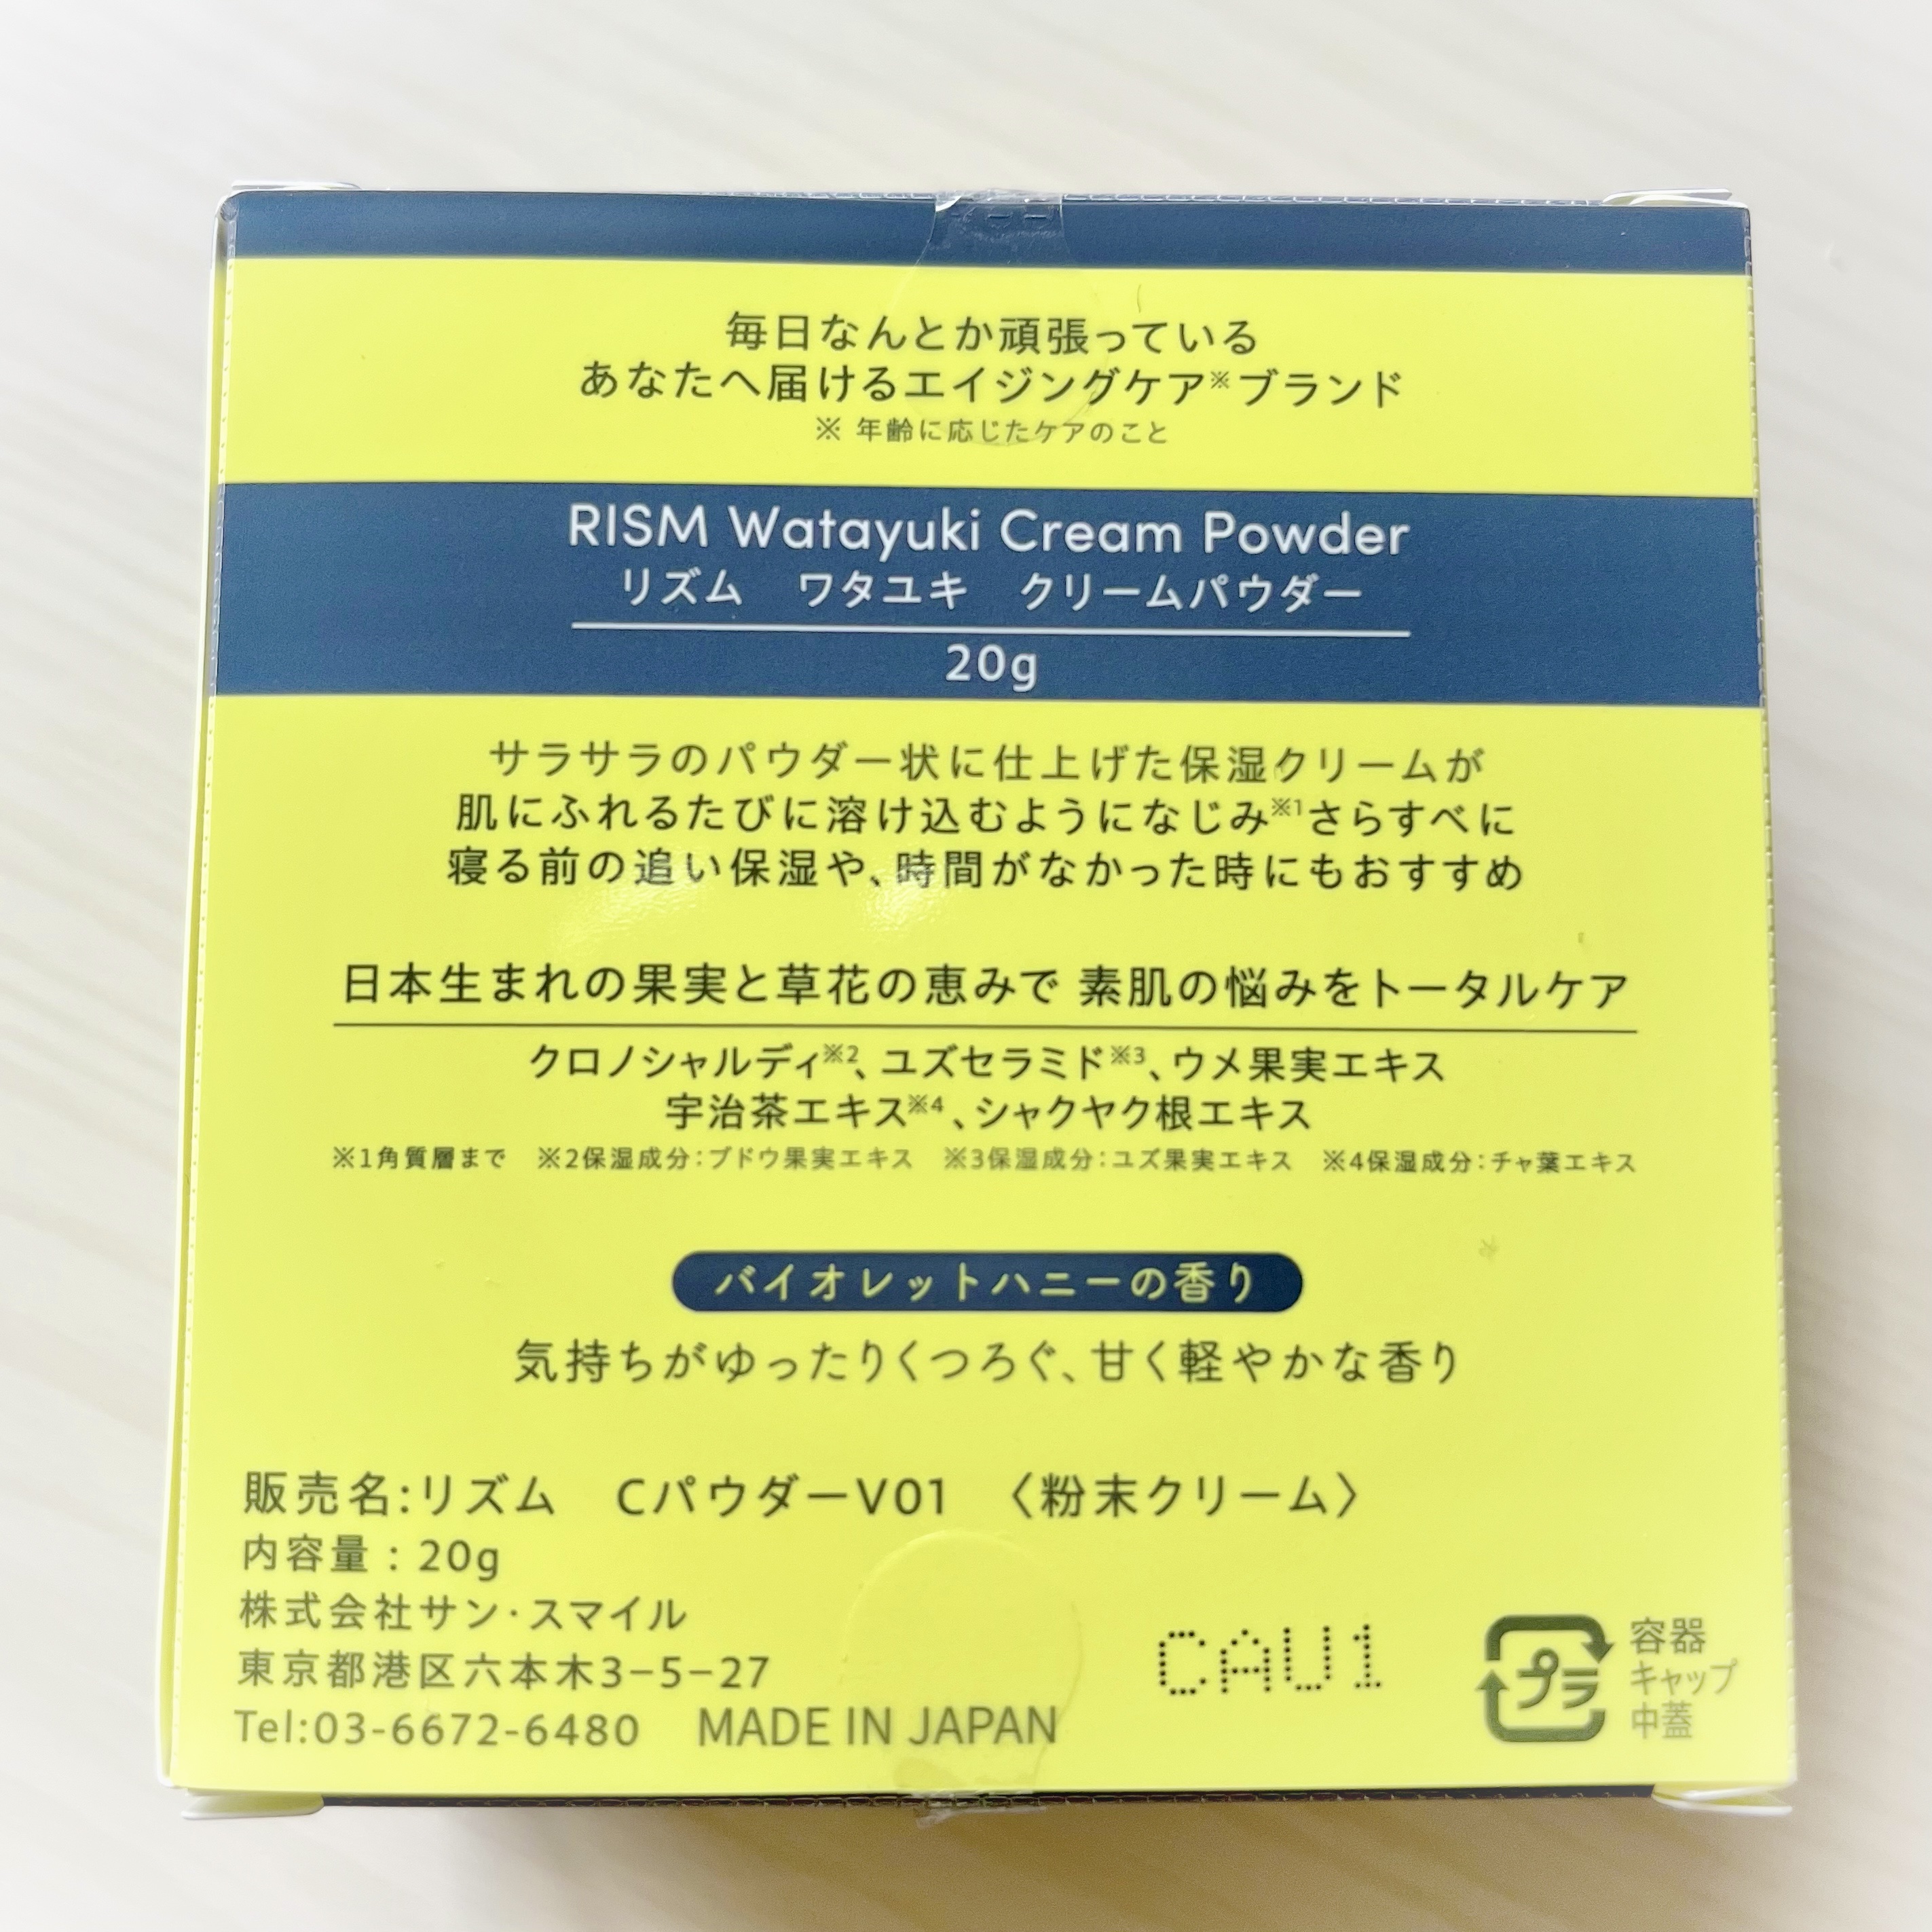 毎日なんとか頑張っている
あなたへ届けるエイジングケア※ブランド
※ 年齢に応じたケアのこと
RISM Watayuki Cream Powder
リズム　ワタユキ　クリームパウダー
20g
サラサラのパウダー状に仕上げた保湿クリームが
肌にふれるたびに溶け込むようになじみ※1さらすべに
寝る前の追い保湿や、時間がなかった時にもおすすめ
日本生まれの果実と草花の恵みで 素肌の悩みをトータルケア
クロノシャルディ※2、ユズセラミド※3、ウメ果実エキス
宇治茶エキス※4、シャクヤク根エキス
※1角質層まで　※2保湿成分:ブドウ果実エキス　※3保湿成分:ユズ果実エキス　※4保湿成分:チャ葉エキス
バイオレットハニーの香り
気持ちがゆったりくつろぐ、甘く軽やかな香り
販売名:リズム　CパウダーV01　〈粉末クリーム〉
内容量：20g
株式会社サン・スマイル
東京都港区六本木3−5−27
Tel:03-6672-6480　MADE IN JAPAN
CAU1
プラ
容器
キャップ
中蓋